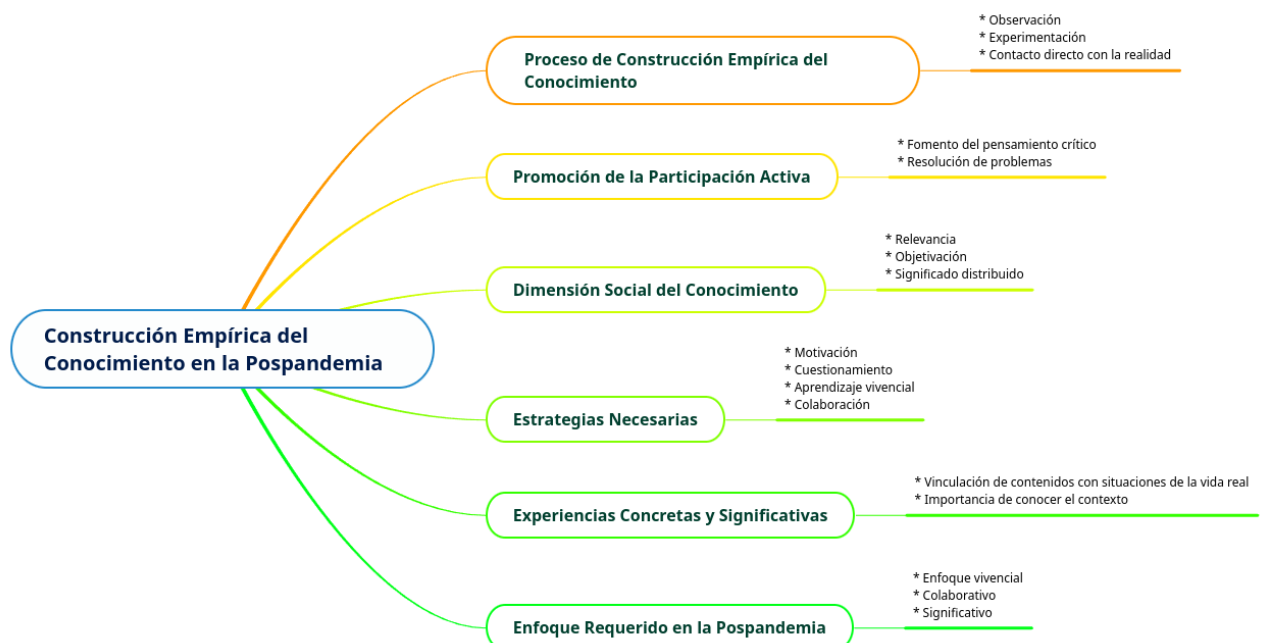 Construcción Empírica del
Conocimiento en la Pospandemia
Proceso de Construcción Empírica del
Conocimiento
* Observación
* Experimentación
* Contacto directo con la realidad
Promoción de la Participación Activa
* Fomento del pensamiento crítico
* Resolución de problemas
Dimensión Social del Conocimiento
* Relevancia
* Objetivación
* Significado distribuido
Estrategias Necesarias
* Motivación
* Cuestionamiento
* Aprendizaje vivencial
* Colaboración
Experiencias Concretas y Significativas
* Vinculación de contenidos con situaciones de la vida real
* Importancia de conocer el contexto
Enfoque Requerido en la Pospandemia
* Enfoque vivencial
* Colaborativo
* Significativo